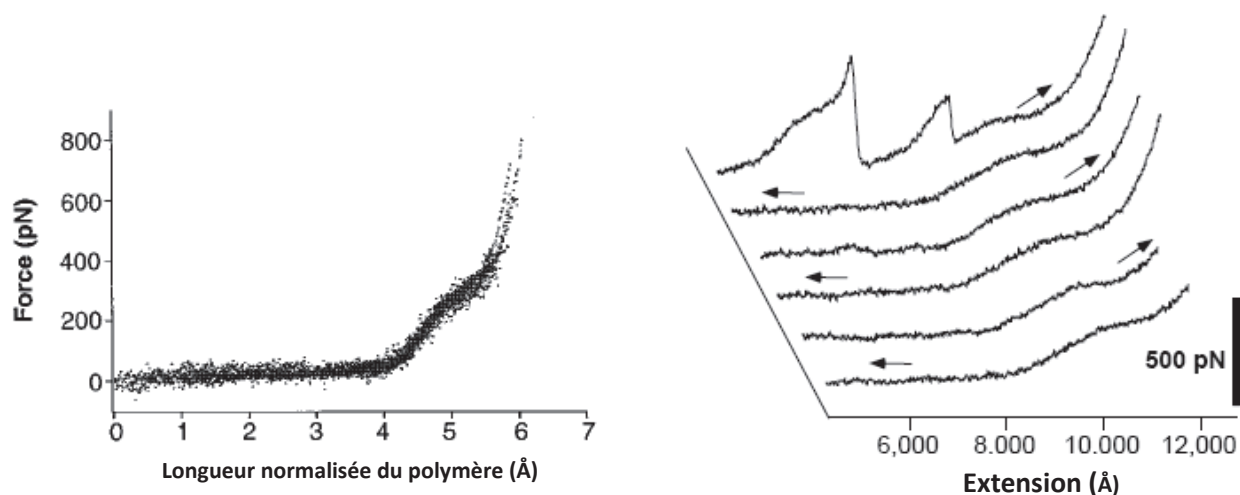 Force (pN)
800
600
400
200
0
0 1 2 3 4 5 6 7
Longueur normalisée du polymère (Å)
500 pN
6,000 8.000 10.000 12,000
Extension (Å)